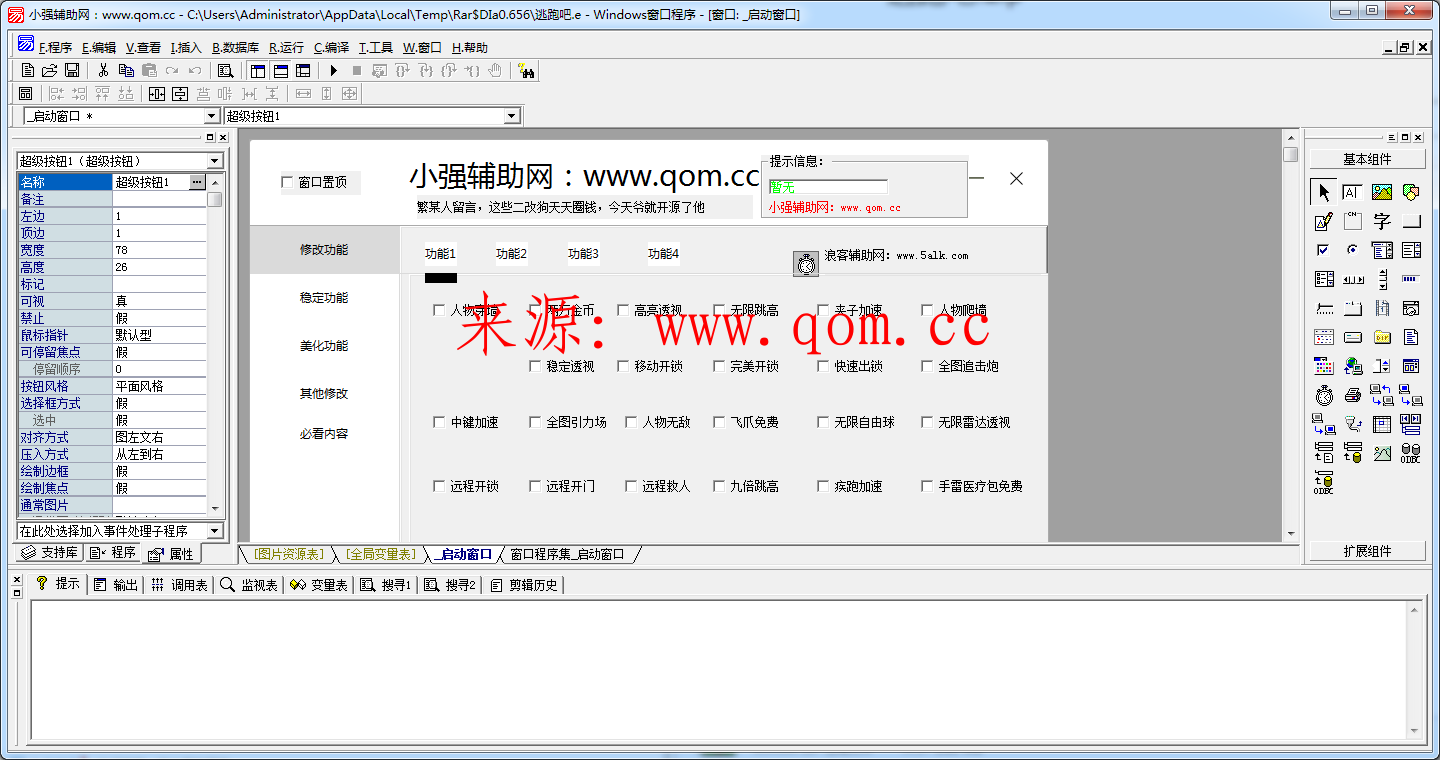 小强辅助网：www.qom.cc - C:\Users\Administrator\AppData\Local\Temp\Rar$DIa0.656\逃跑吧.e - Windows窗口程序 - [窗口: _启动窗口]
F.程序 E.编辑 V.查看 I.插入 B.数据库 R.运行 C.编译 T.工具 W.窗口 H.帮助
_启动窗口 * 超级按钮1
超级按钮1（超级按钮）
名称 超级按钮1
备注
左边 1
顶边 1
宽度 78
高度 26
标记
可视 真
禁止 假
鼠标指针 默认型
可停留焦点 假
停留顺序 0
按钮风格 平面风格
选择框方式 假
选中 假
对齐方式 图左文右
压入方式 从左到右
绘制边框 假
绘制焦点 假
通常图片
在此处选择加入事件处理子程序
支持库 程序 属性
窗口置顶
小强辅助网：www.qom.cc
繁某人留言，这些二改狗天天圈钱，今天爷就开源了他
提示信息：
暂无
小强辅助网：www.qom.cc
修改功能
稳定功能
美化功能
其他修改
必看内容
功能1 功能2 功能3 功能4
浪客辅助网：www.5alk.com
人物穿墙 两万金币 高亮透视 无限跳高 夹子加速 人物爬墙
来源：www.qom.cc
稳定透视 移动开锁 完美开锁 快速出锁 全图追击炮
中键加速 全图引力场 人物无敌 飞爪免费 无限自由球 无限雷达透视
远程开锁 远程开门 远程救人 九倍跳高 疾跑加速 手雷医疗包免费
[图片资源表] [全局变量表] _启动窗口 窗口程序集_启动窗口
基本组件
扩展组件
提示 输出 调用表 监视表 变量表 搜寻1 搜寻2 剪辑历史